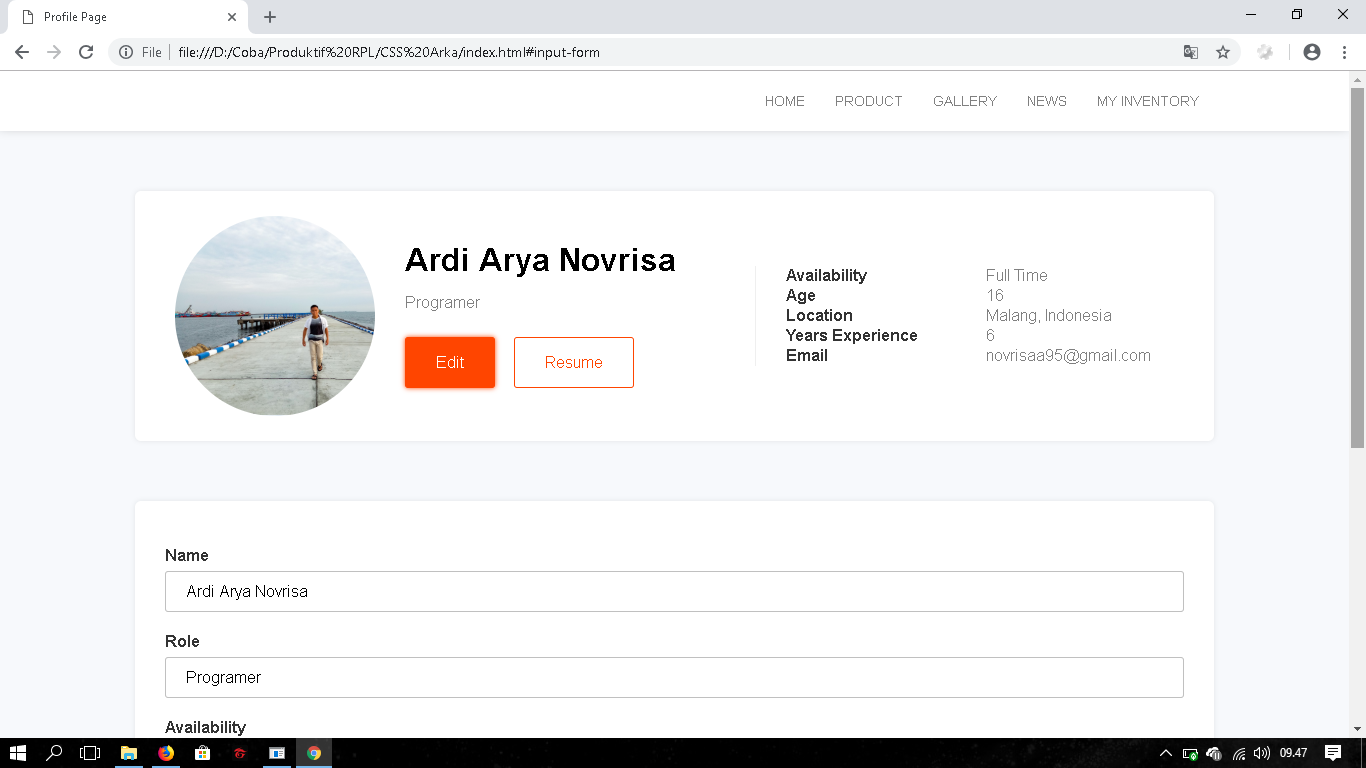 Profile Page
File file:///D:/Coba/Produktif%20RPL/CSS%20Arka/index.html#input-form
HOME PRODUCT GALLERY NEWS MY INVENTORY
Ardi Arya Novrisa
Programer
Edit Resume
Availability Full Time
Age 16
Location Malang, Indonesia
Years Experience 6
Email novrisaa95@gmail.com
Name
Ardi Arya Novrisa
Role
Programer
Availability
09.47